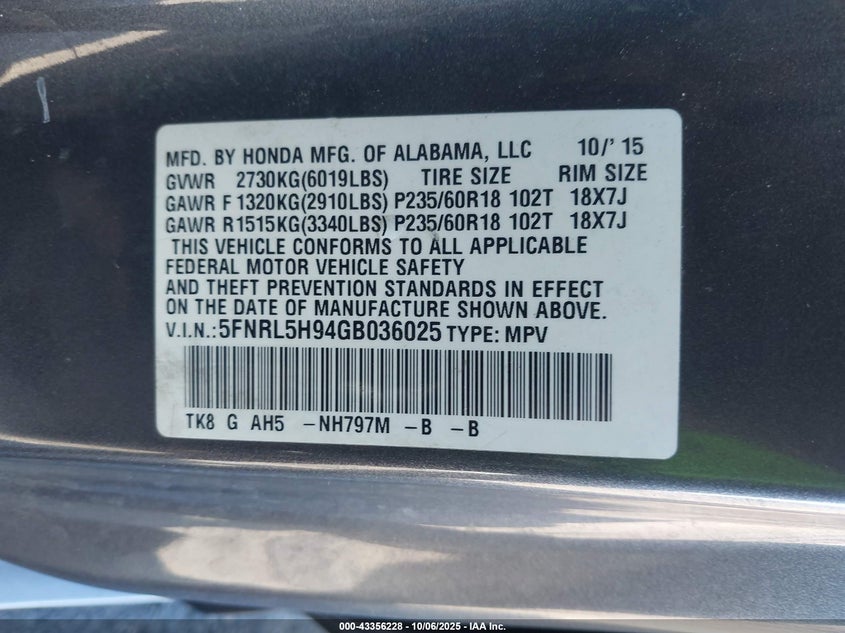 MFD. BY HONDA MFG. OF ALABAMA, LLC 10/' 15
GVWR 2730KG(6019LBS) TIRE SIZE RIM SIZE
GAWR F 1320KG(2910LBS) P235/60R18 102T 18X7J
GAWR R1515KG(3340LBS) P235/60R18 102T 18X7J
THIS VEHICLE CONFORMS TO ALL APPLICABLE
FEDERAL MOTOR VEHICLE SAFETY
AND THEFT PREVENTION STANDARDS IN EFFECT
ON THE DATE OF MANUFACTURE SHOWN ABOVE.
V.I.N.:5FNRL5H94GB036025 TYPE: MPV
TK8 G AH5 -NH797M -B -B
000-43356228 - 10/06/2025 - IAA Inc.